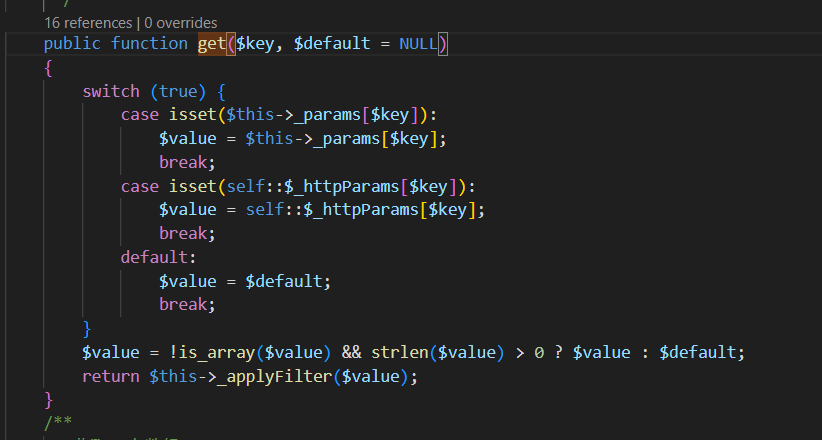 */
16 references | 0 overrides
public function get($key, $default = NULL)
{
    switch (true) {
        case isset($this->_params[$key]):
            $value = $this->_params[$key];
            break;
        case isset(self::$_httpParams[$key]):
            $value = self::$_httpParams[$key];
            break;
        default:
            $value = $default;
            break;
    }
    $value = !is_array($value) && strlen($value) > 0 ? $value : $default;
    return $this->_applyFilter($value);
}
/**